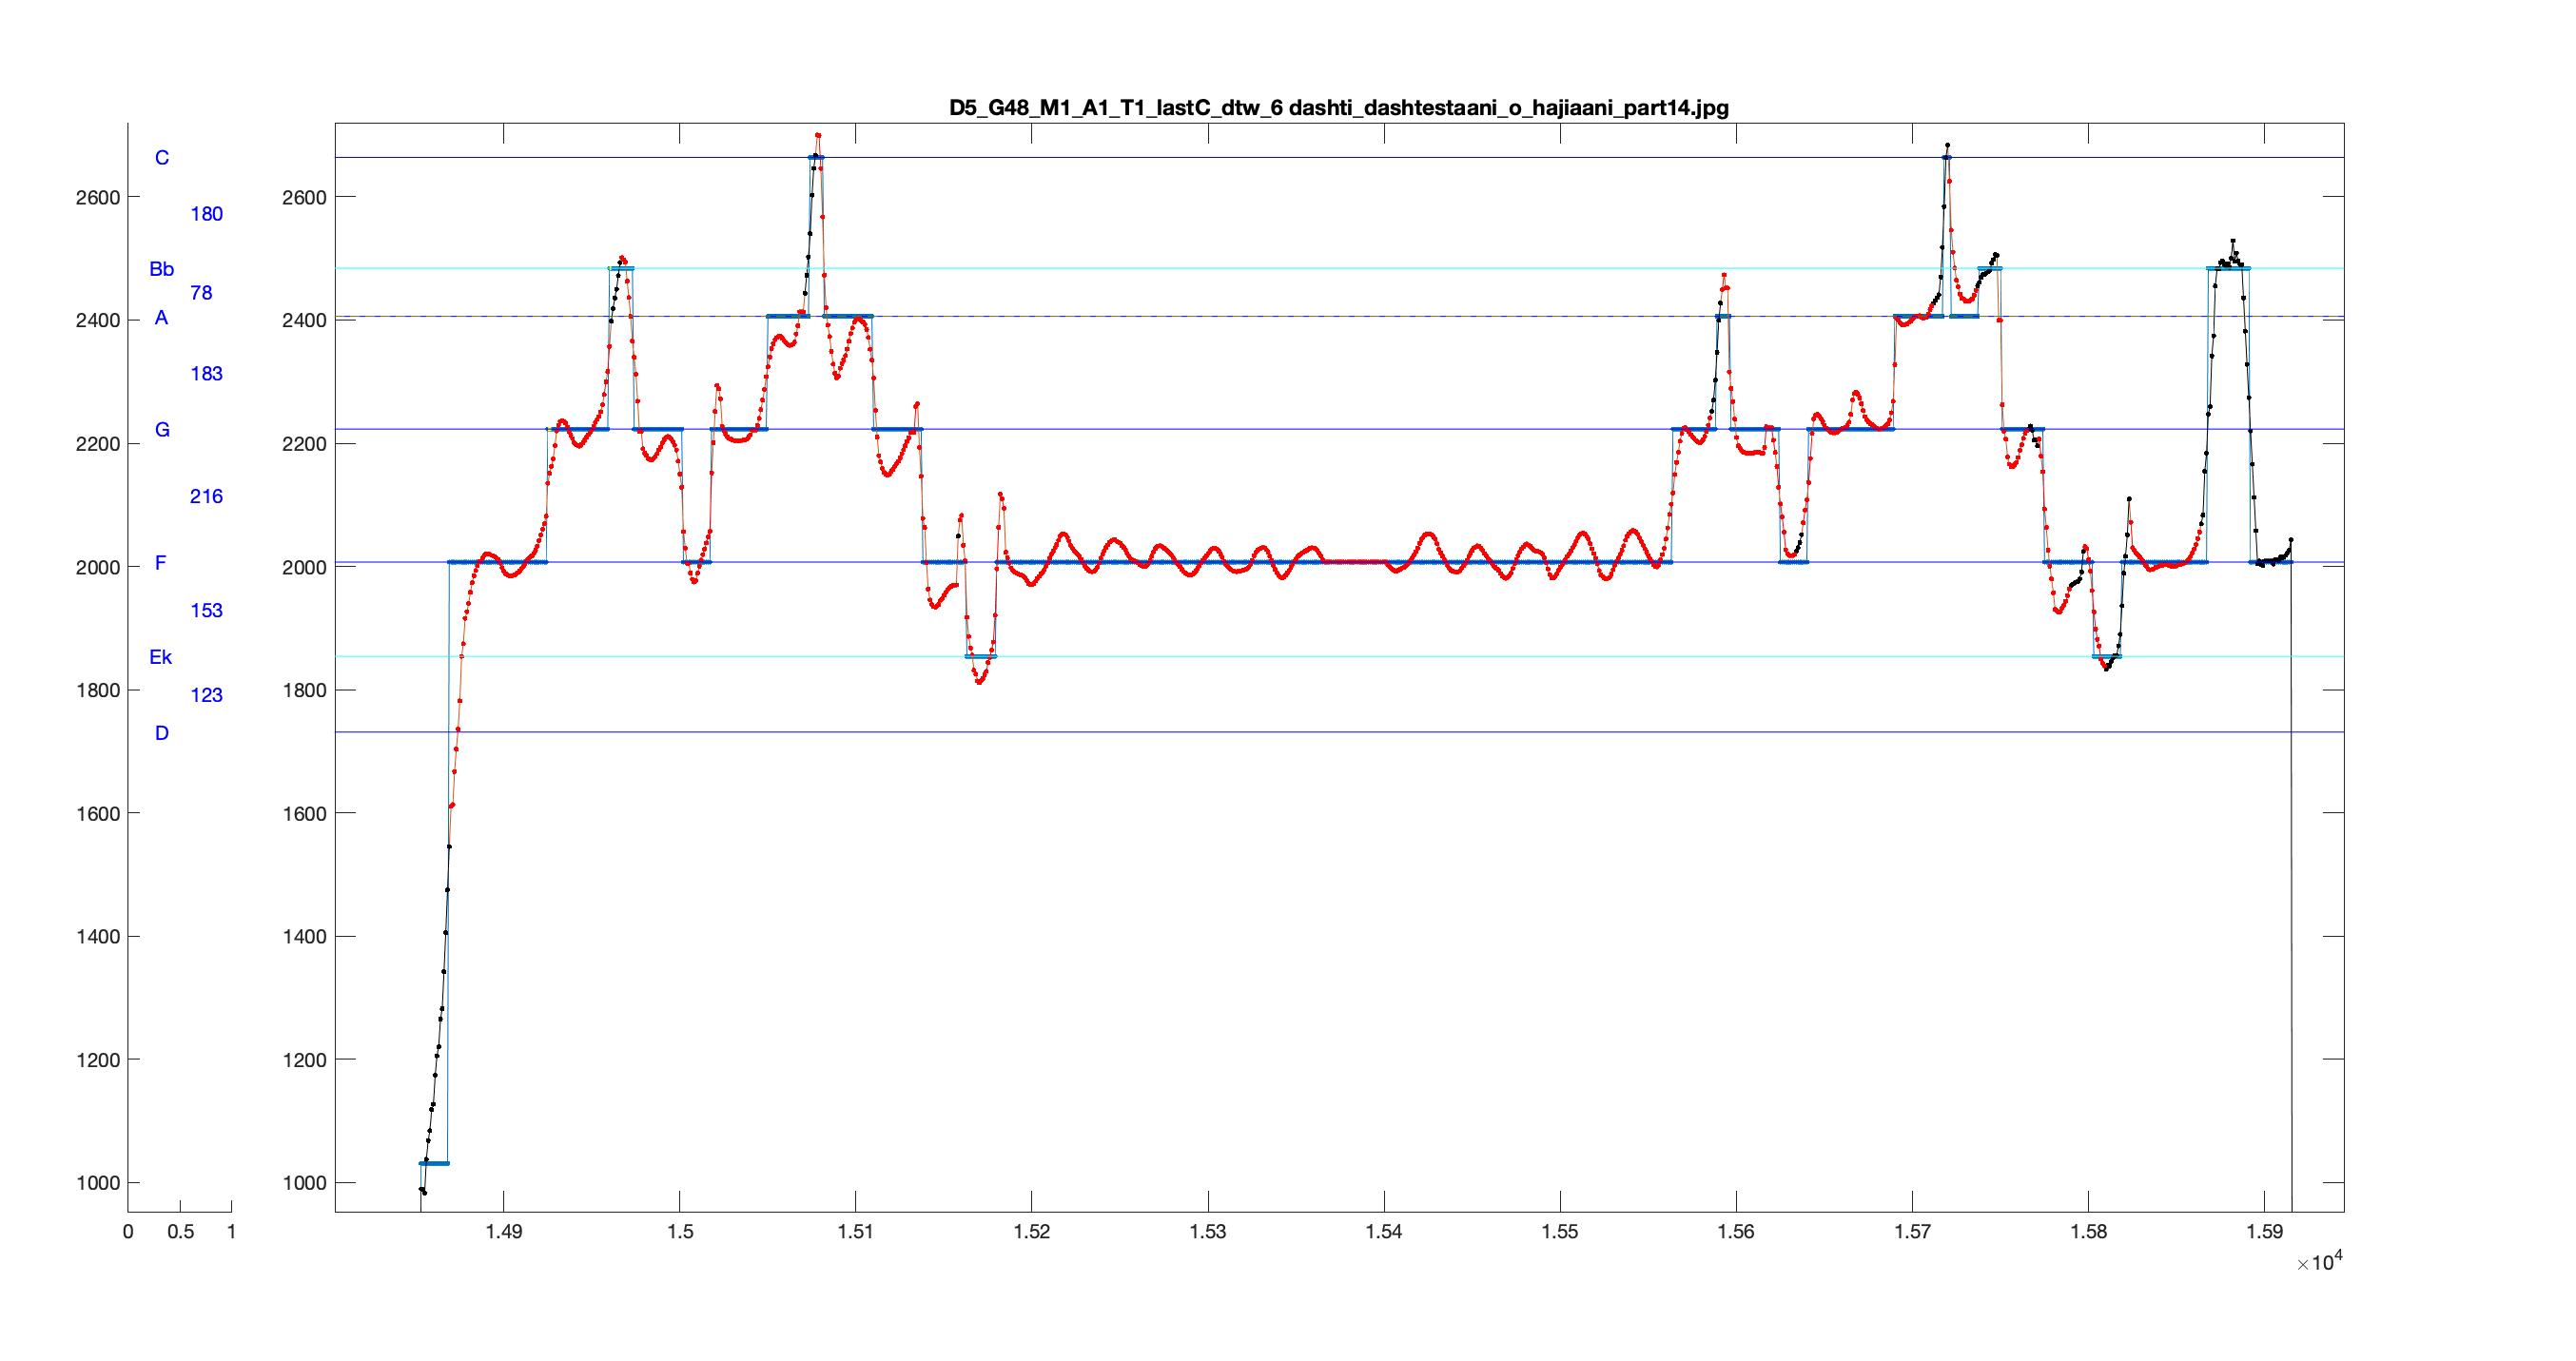 D5_G48_M1_A1_T1_lastC_dtw_6 dashti_dashtestaani_o_hajiaani_part14.jpg
C
2600 2600
180
Bb
78
2400 A 2400
183
2200 G 2200
216
2000 F 2000
153
Ek
1800 123 1800
D
1600 1600
1400 1400
1200 1200
1000 1000
0 0.5 1 1.49 1.5 1.51 1.52 1.53 1.54 1.55 1.56 1.57 1.58 1.59
×10^4